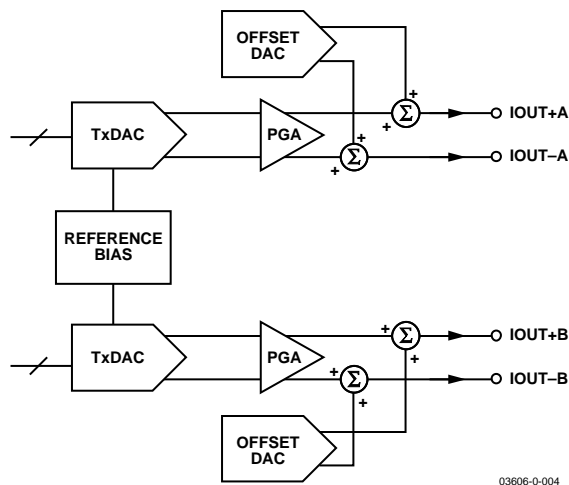 OFFSET
DAC
+
+
+
Σ
IOUT+A
TxDAC
PGA
+
+
Σ
IOUT–A
REFERENCE
BIAS
TxDAC
PGA
+
Σ
+
IOUT+B
+
Σ
+
IOUT–B
OFFSET
DAC
03606-0-004